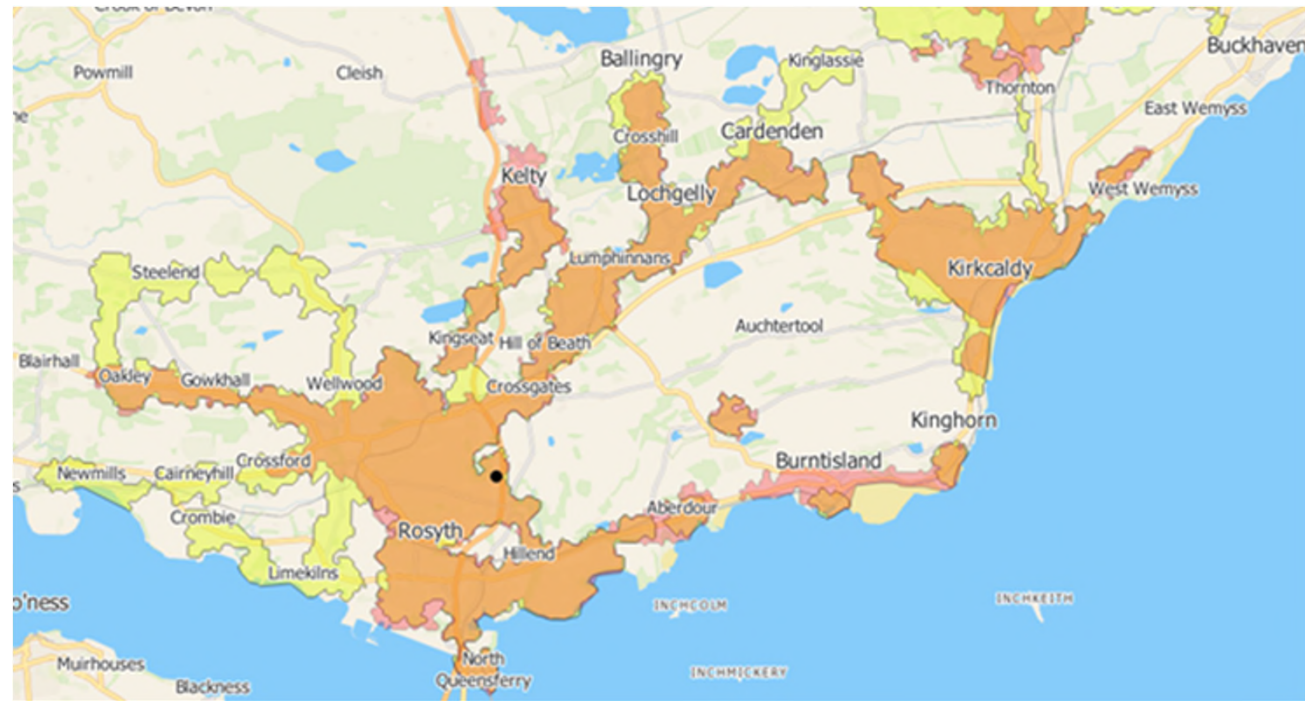 Powmill
Cleish
Ballingry
Kinglassie
Buckhaven
Thornton
East Wemyss
Crosshill
Cardenden
Kelty
Lochgelly
West Wemyss
Lumphinnans
Kirkcaldy
Steelend
Auchtertool
Kingseat
Hill of Beath
Blairhall
Oakley
Gowkhall
Wellwood
Crossgates
Kinghorn
Burntisland
Newmills
Cairneyhill
Crossford
Aberdour
Crombie
Rosyth
Hillend
Limekilns
o'ness
INCHCOLM
INCHKEITH
Muirhouses
North
Queensferry
INCHMICKERY
Blackness